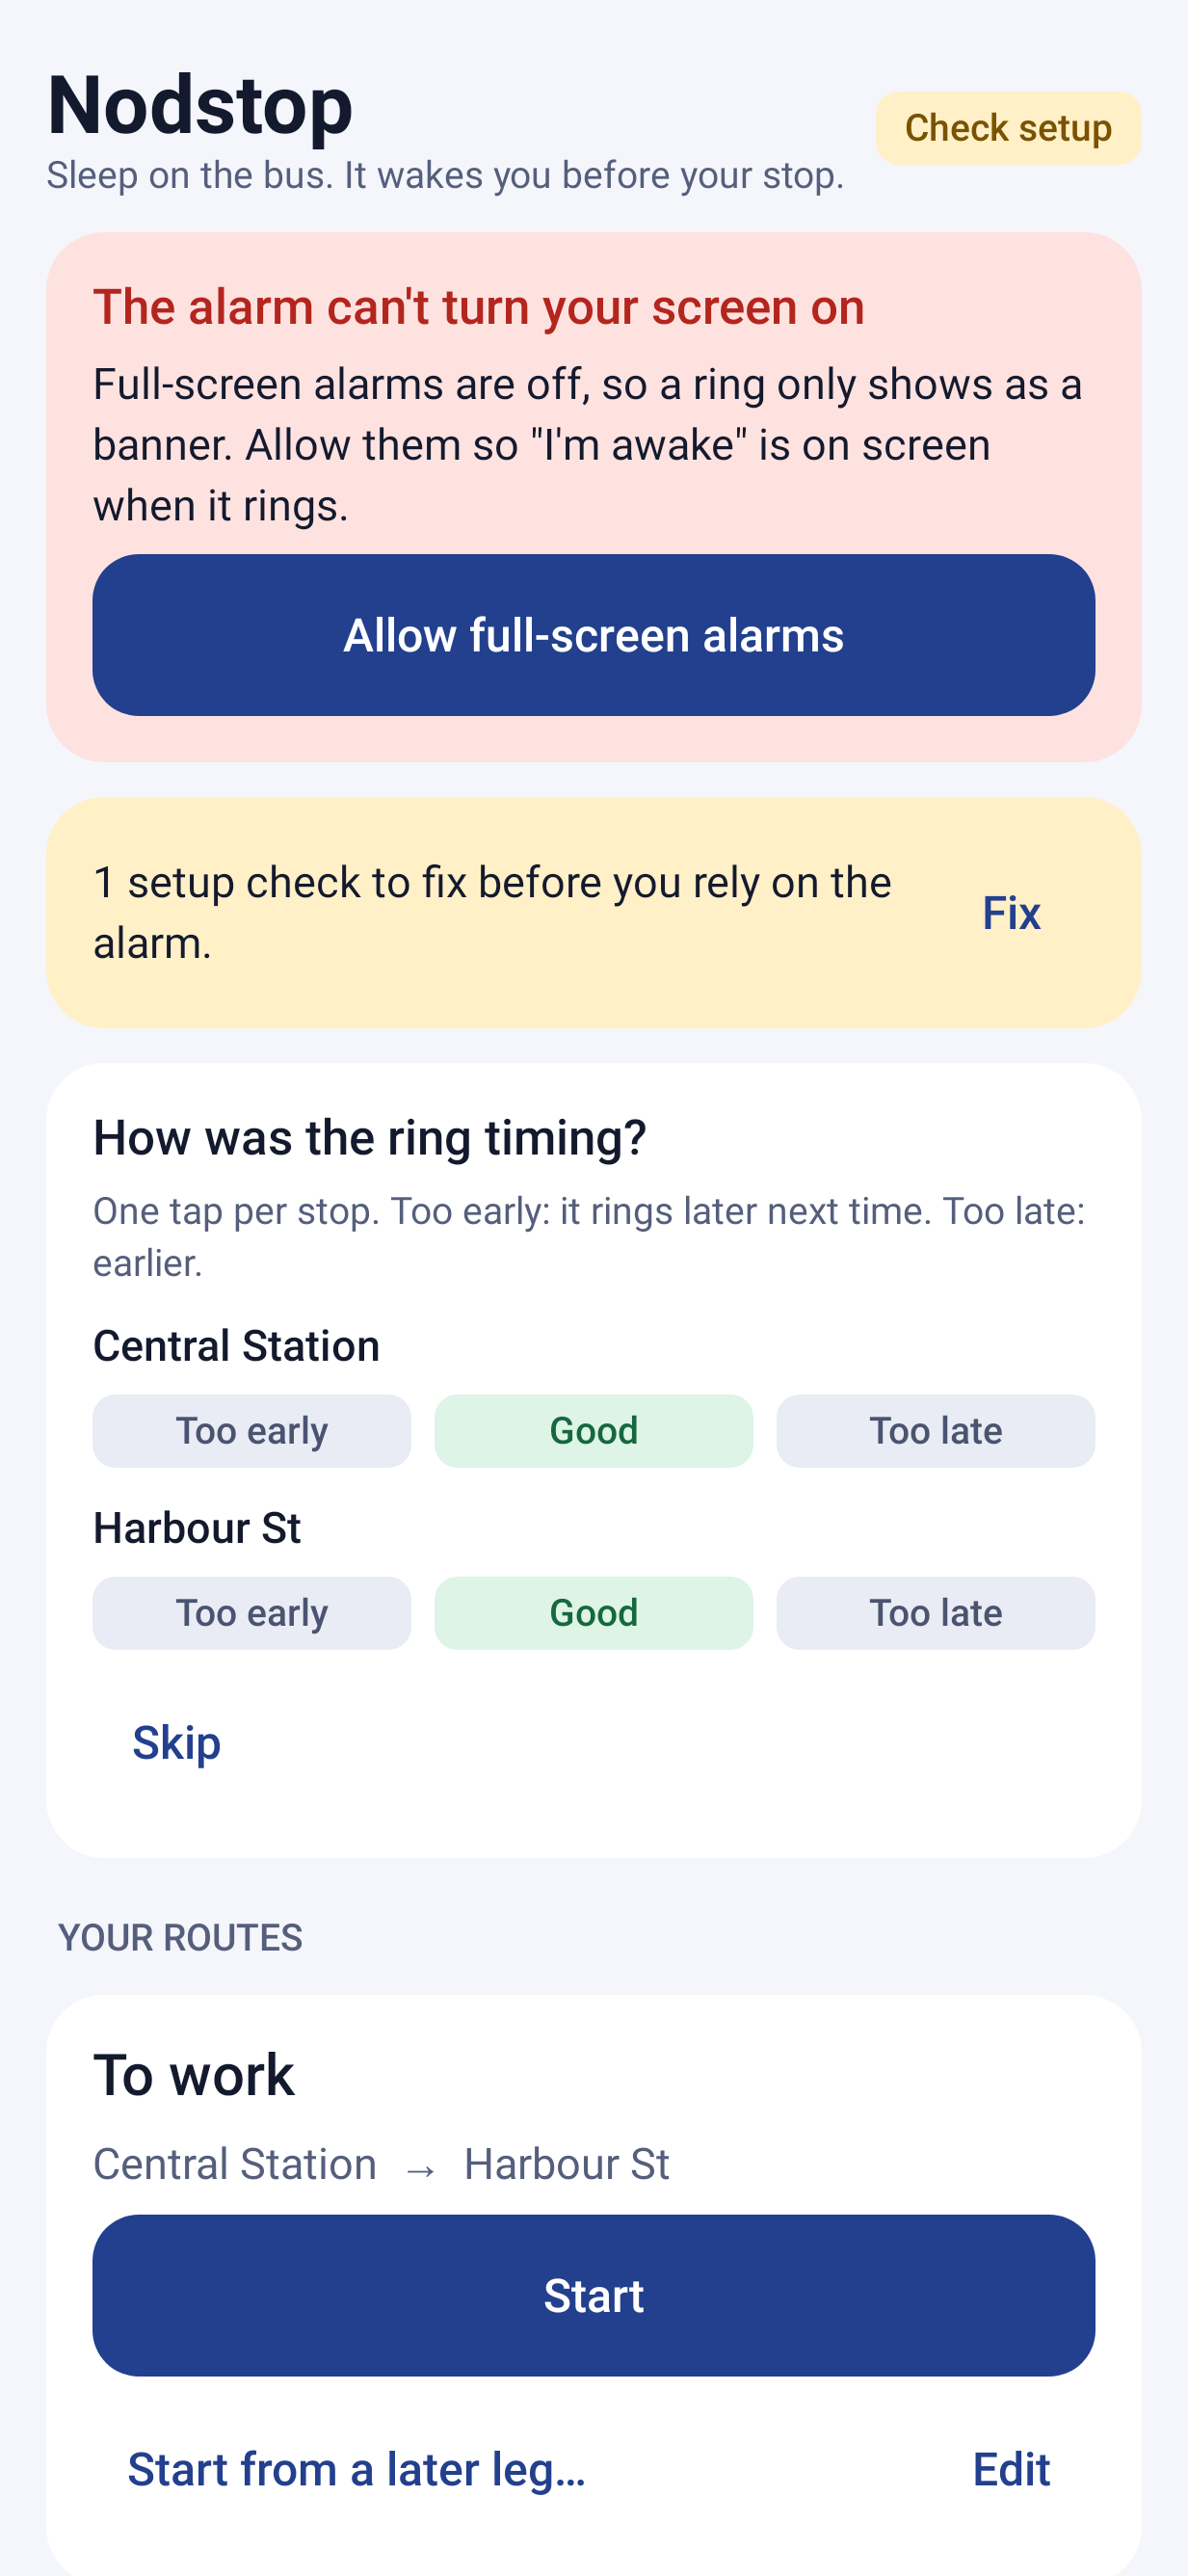 Nodstop
Check setup
Sleep on the bus. It wakes you before your stop.
The alarm can't turn your screen on
Full-screen alarms are off, so a ring only shows as a
banner. Allow them so "I'm awake" is on screen
when it rings.
Allow full-screen alarms
1 setup check to fix before you rely on the
alarm.
Fix
How was the ring timing?
One tap per stop. Too early: it rings later next time. Too late:
earlier.
Central Station
Too early Good Too late
Harbour St
Too early Good Too late
Skip
YOUR ROUTES
To work
Central Station → Harbour St
Start
Start from a later leg… Edit